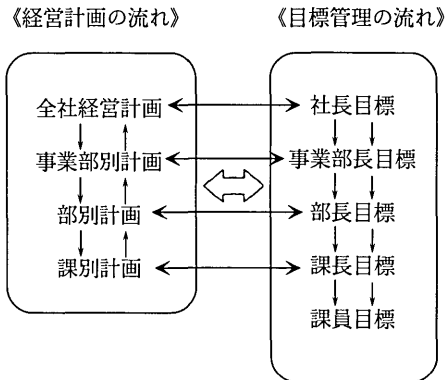 《経営計画の流れ》
《目標管理の流れ》
全社経営計画
事業部別計画
部別計画
課別計画
社長目標
事業部長目標
部長目標
課長目標
課員目標